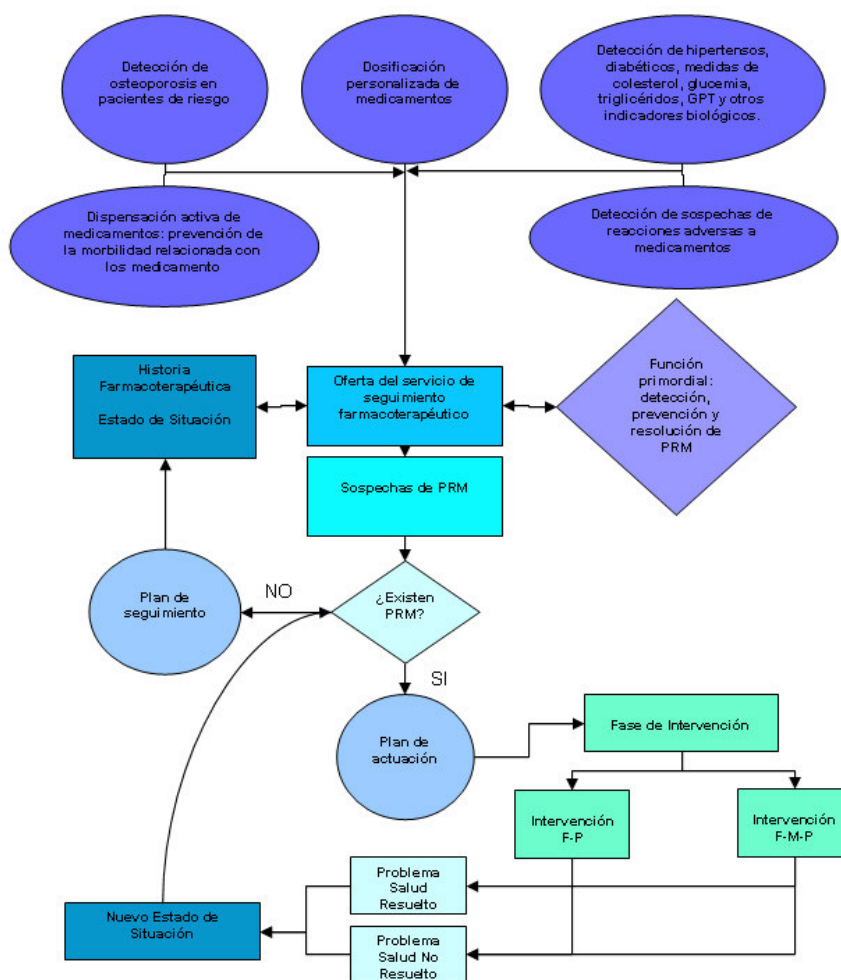 Detección de
osteoporosis en
pacientes de riesgo
Dosificación
personalizada de
medicamentos
Detección de hipertensos,
diabéticos, medidas de
colesterol, glucemia,
triglicéridos, GPT y otros
indicadores biológicos.
Dispensación activa de
medicamentos: prevención de
la morbilidad relacionada con
los medicamento
Detección de sospechas de
reacciones adversas a
medicamentos
Historia
Farmacoterapéutica
Estado de Situación
Oferta del servicio de
seguimiento
farmacoterapéutico
Función
primordial:
detección,
prevención y
resolución de
PRM
Sospechas de PRM
Plan de
seguimiento
NO
¿Existen
PRM?
SI
Plan de
actuación
Fase de Intervención
Intervención
F-P
Intervención
F-M-P
Problema
Salud
Resuelto
Nuevo Estado de
Situación
Problema
Salud No
Resuelto